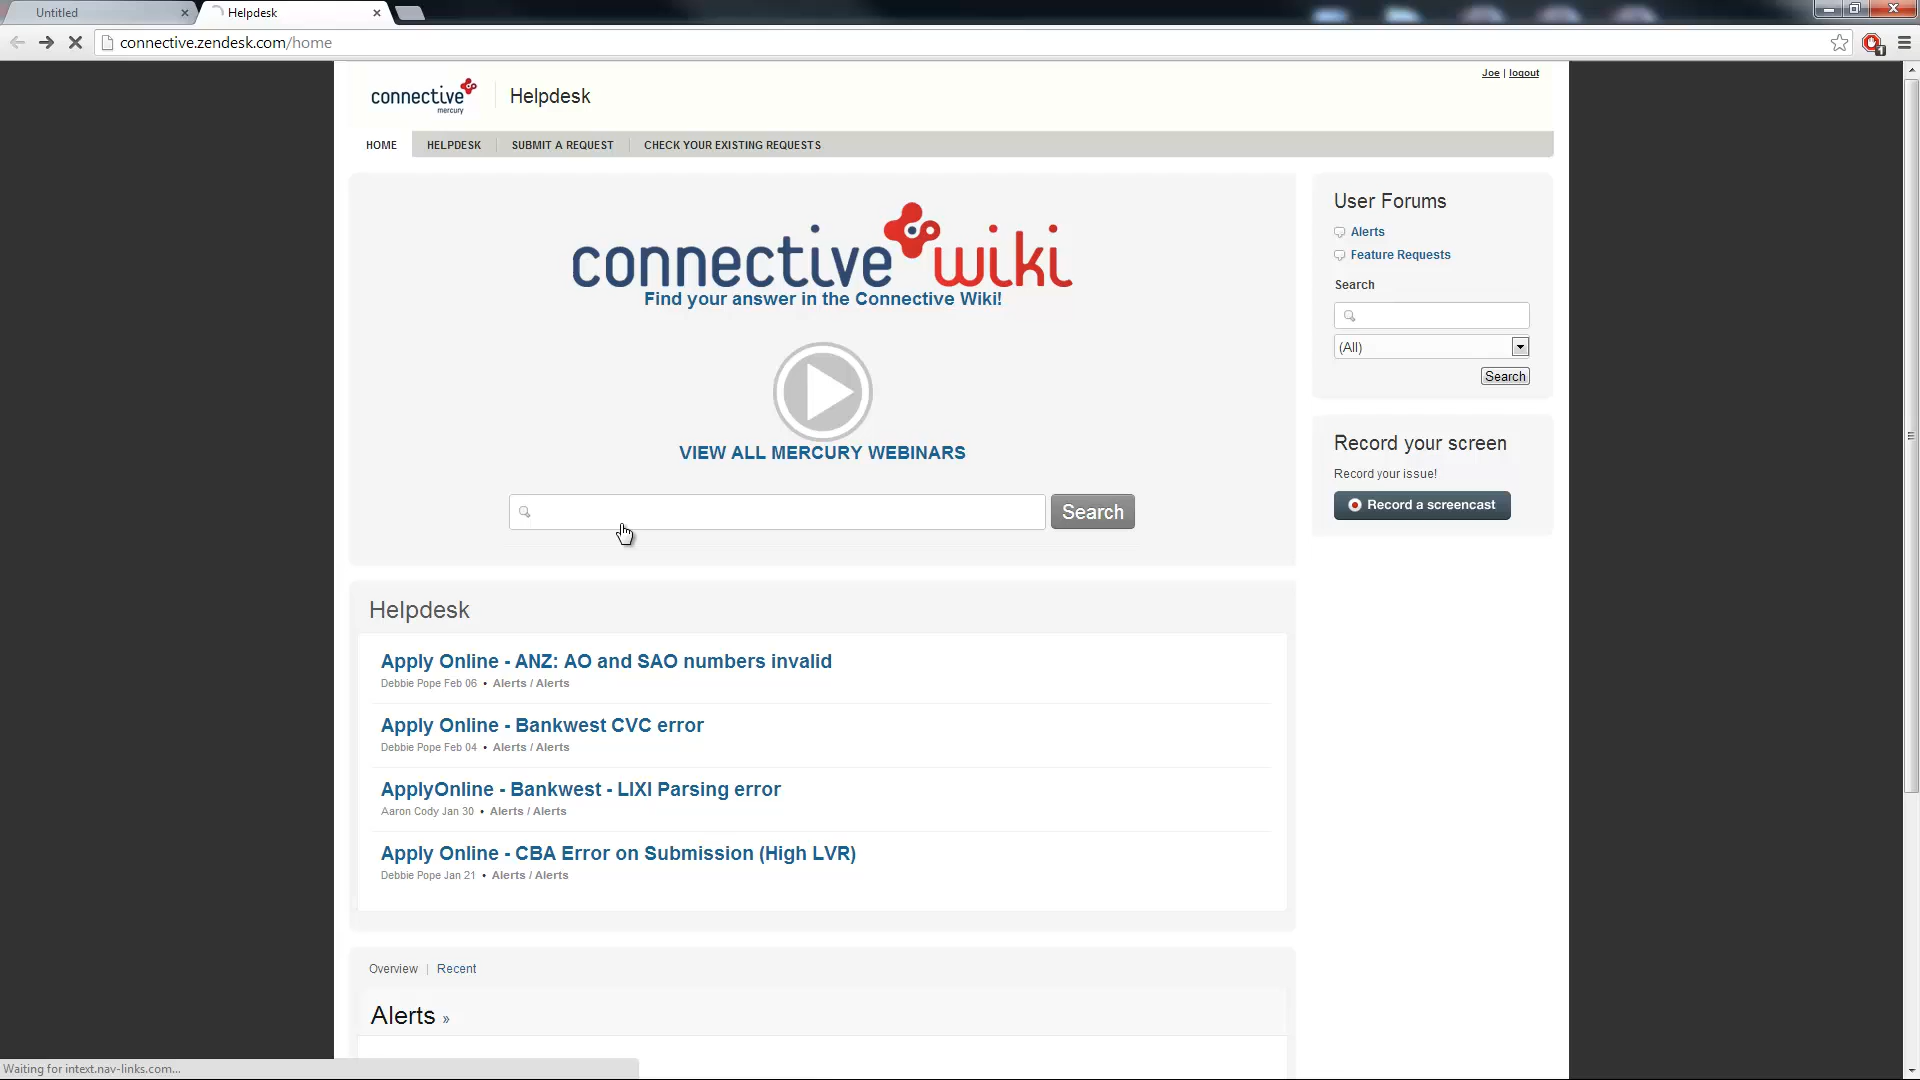 Untitled
Helpdesk
connective.zendesk.com/home
Joe | logout
connective
mercury
Helpdesk
HOME
HELPDESK
SUBMIT A REQUEST
CHECK YOUR EXISTING REQUESTS
connective wiki
Find your answer in the Connective Wiki!
VIEW ALL MERCURY WEBINARS
Search
User Forums
Alerts
Feature Requests
Search
(All)
Search
Record your screen
Record your issue!
Record a screencast
Helpdesk
Apply Online - ANZ: AO and SAO numbers invalid
Debbie Pope Feb 06 • Alerts / Alerts
Apply Online - Bankwest CVC error
Debbie Pope Feb 04 • Alerts / Alerts
ApplyOnline - Bankwest - LIXI Parsing error
Aaron Cody Jan 30 • Alerts / Alerts
Apply Online - CBA Error on Submission (High LVR)
Debbie Pope Jan 21 • Alerts / Alerts
Overview | Recent
Alerts »
Waiting for intext.nav-links.com...
1